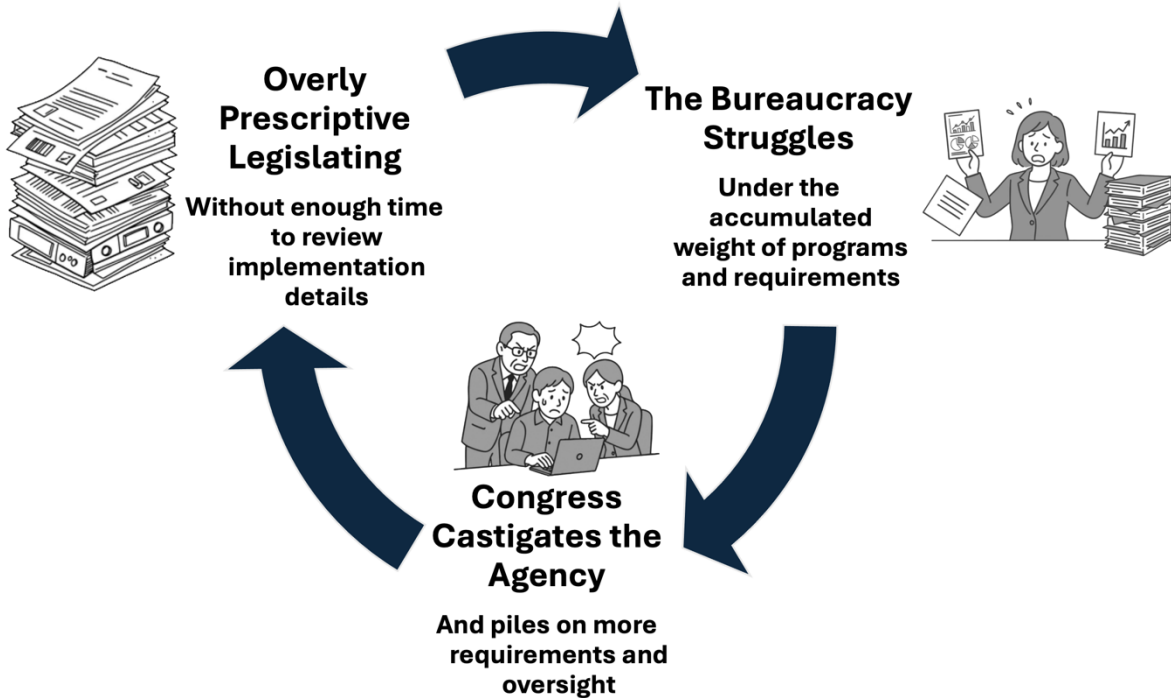 Overly
Prescriptive
Legislating
Without enough time
to review
implementation
details
The Bureaucracy
Struggles
Under the
accumulated
weight of programs
and requirements
Congress
Castigates the
Agency
And piles on more
requirements and
oversight